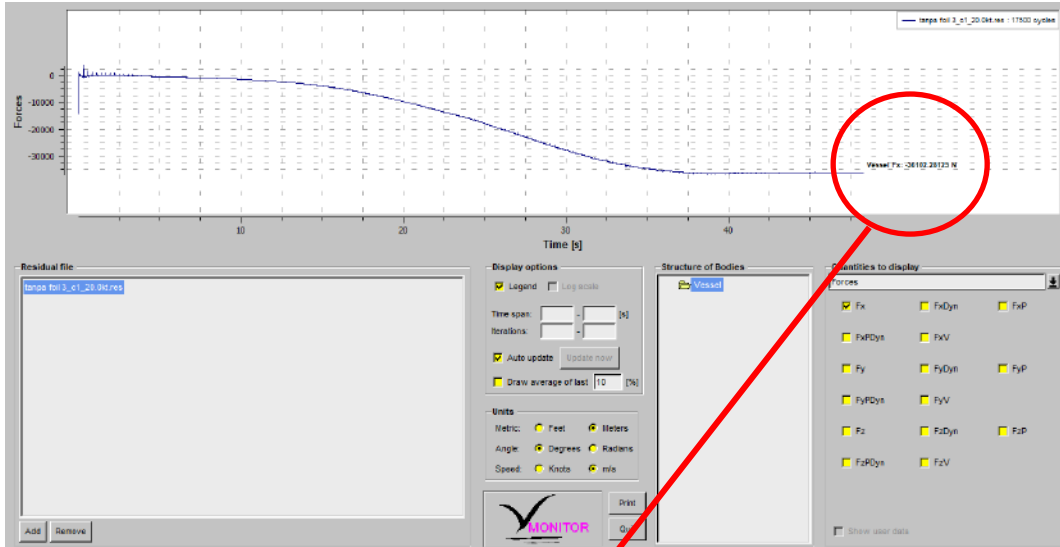 tanpa foil 3_c1_20.0kt.res : 17500 cycles
Forces
0
-10000
-20000
-30000
Vessel Fx: N
10 20 30 40
Time [s]
Residual file
tanpa foil 3_c1_20.0kt.res
Add Remove
Display options
Legend Log scale
Time span: - [s]
Iterations: -
Auto update Update now
Draw average of last 10 [%]
Units
Metric: Feet Meters
Angle: Degrees Radians
Speed: Knots m/s
MONITOR
Print
Structure of Bodies
Vessel
Quantities to display
Forces
Fx FxDyn FxP
FxPDyn FxV
Fy FyDyn FyP
FyPDyn FyV
Fz FzDyn FzP
FzPDyn FzV
Show user data